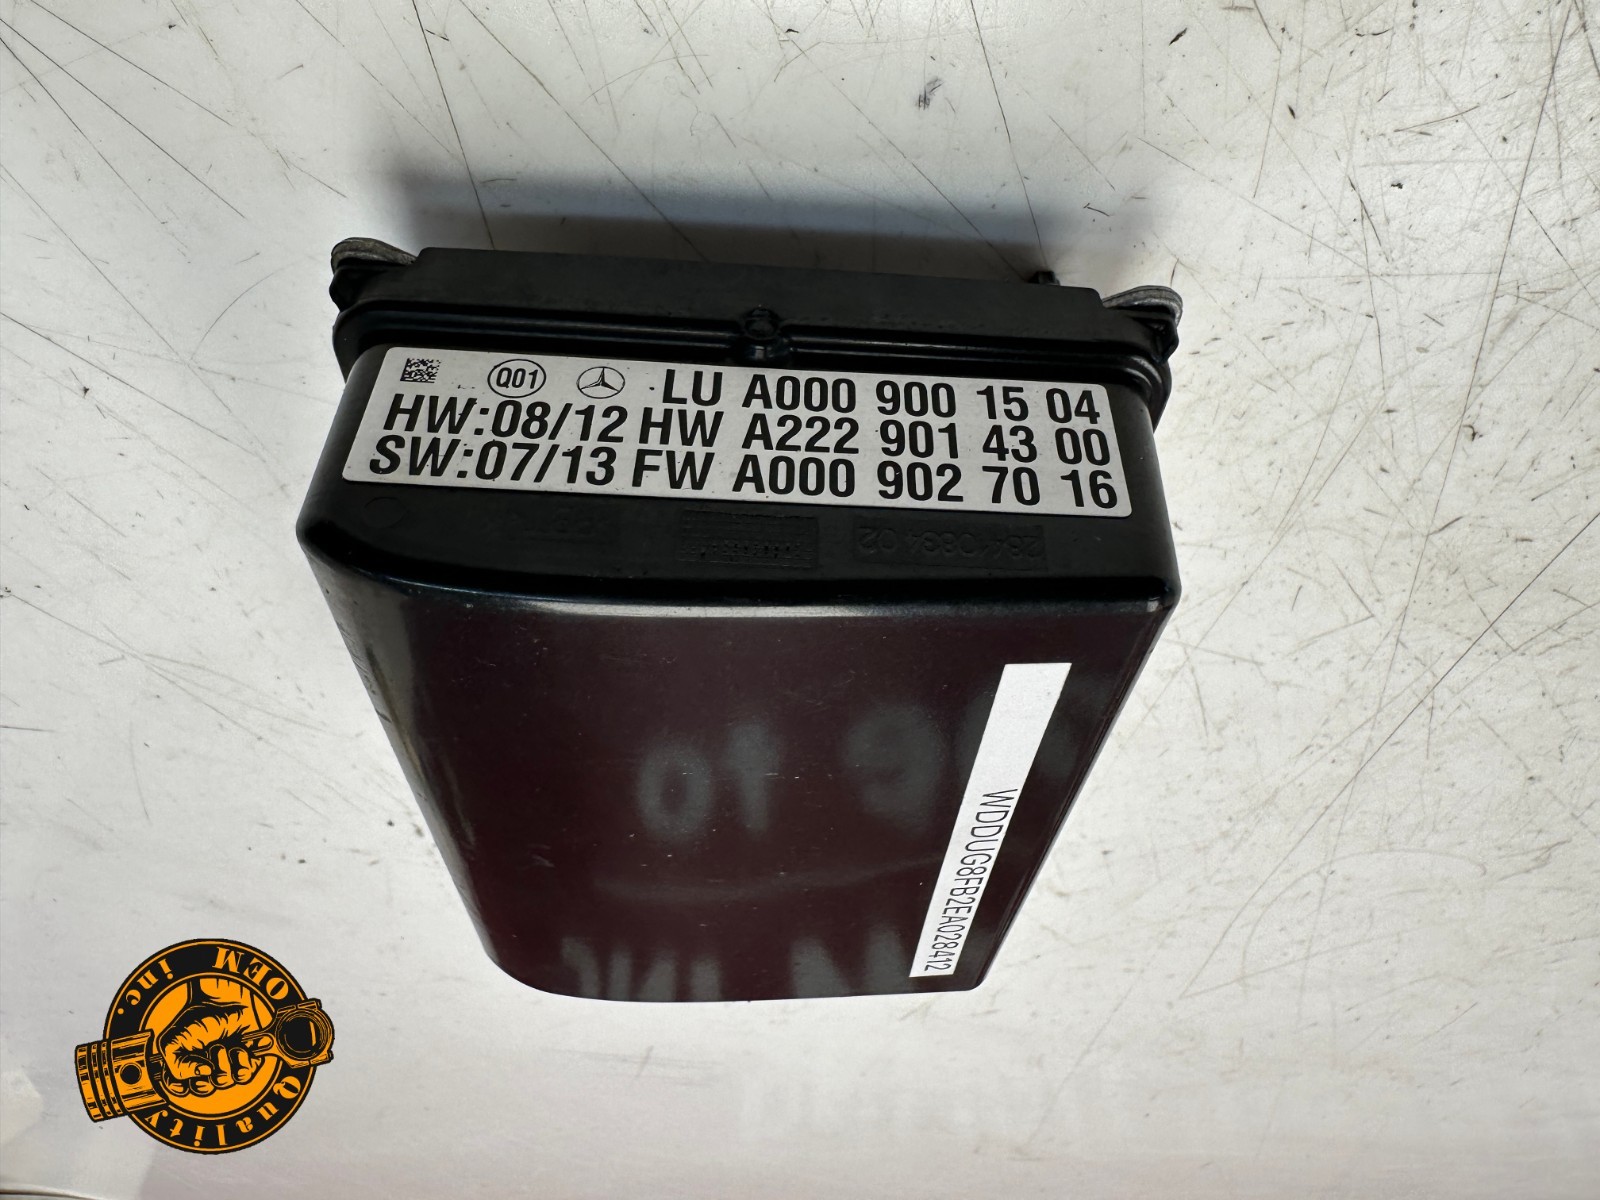 Q01 LU A000 900 15 04
HW:08/12 HW A222 901 43 00
SW:07/13 FW A000 902 70 16
WDDUG8FB2EA028412
OEM inc.
Quality